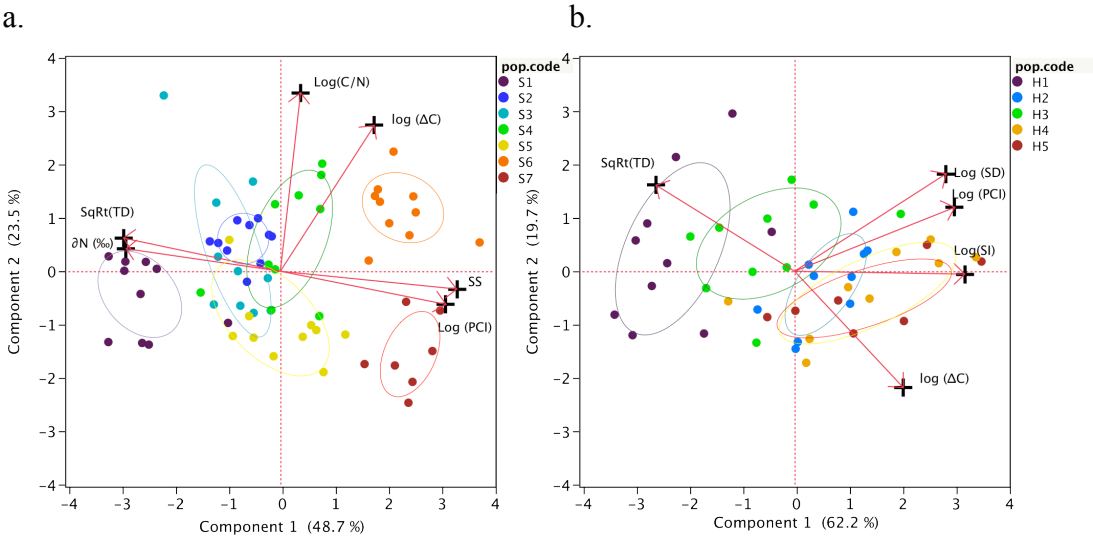 a.
b.
pop.code
S1
S2
S3
S4
S5
S6
S7
Log(C/N)
log (ΔC)
SqRt(TD)
∂N (‰)
SS
Log (PCI)
4
3
2
1
0
−1
−2
−3
−4
Component 2 (23.5 %)
−4 −3 −2 −1 0 1 2 3 4
Component 1 (48.7 %)
pop.code
H1
H2
H3
H4
H5
SqRt(TD)
Log (SD)
Log (PCI)
Log(SI)
log (ΔC)
4
3
2
1
0
−1
−2
−3
−4
Component 2 (19.7 %)
−4 −3 −2 −1 0 1 2 3 4
Component 1 (62.2 %)